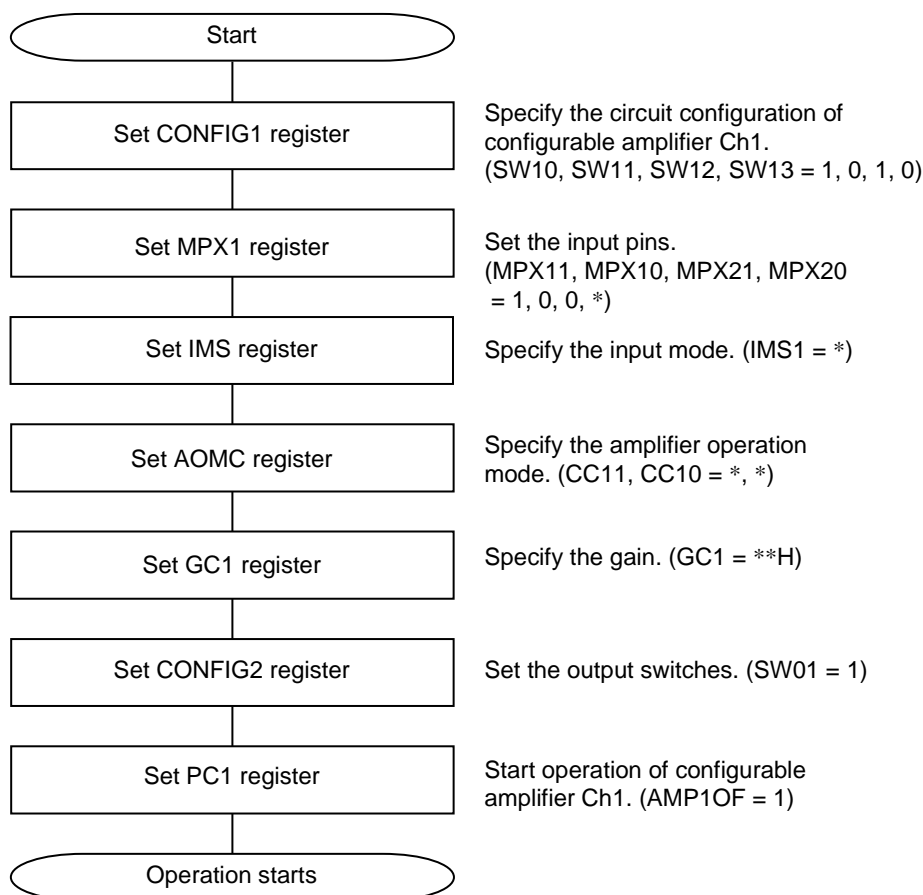 Start
Set CONFIG1 register
Specify the circuit configuration of
configurable amplifier Ch1.
(SW10, SW11, SW12, SW13 = 1, 0, 1, 0)
Set MPX1 register
Set the input pins.
(MPX11, MPX10, MPX21, MPX20
= 1, 0, 0, *)
Set IMS register
Specify the input mode. (IMS1 = *)
Set AOMC register
Specify the amplifier operation
mode. (CC11, CC10 = *, *)
Set GC1 register
Specify the gain. (GC1 = **H)
Set CONFIG2 register
Set the output switches. (SW01 = 1)
Set PC1 register
Start operation of configurable
amplifier Ch1. (AMP1OF = 1)
Operation starts